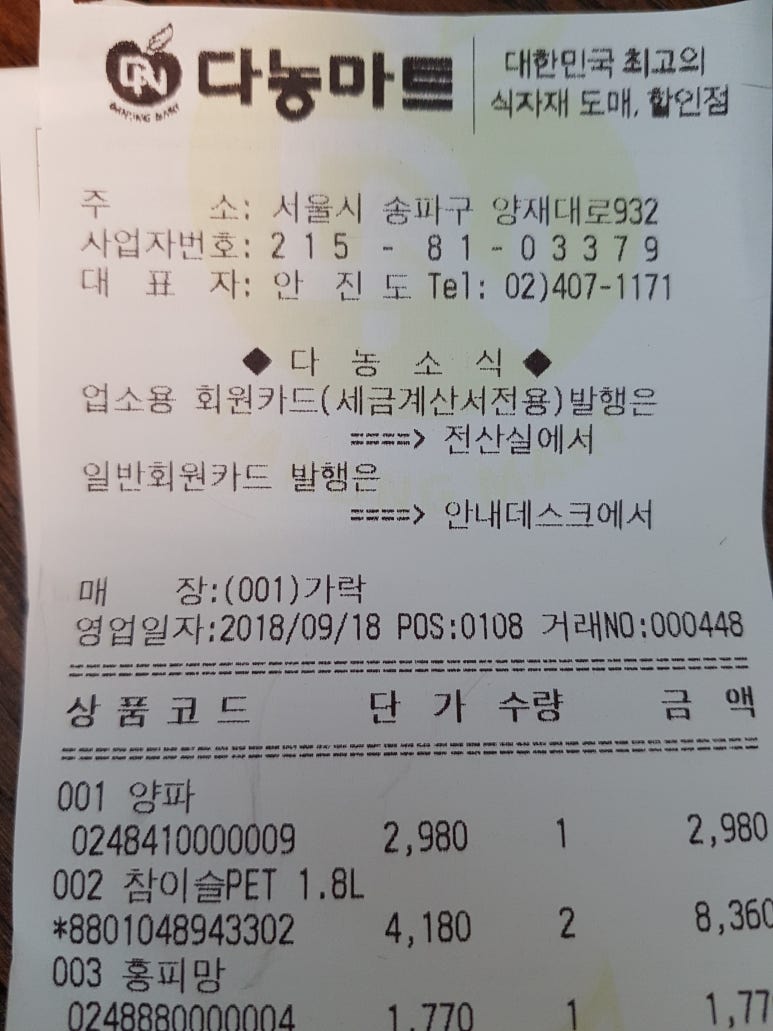 다농마트
대한민국 최고의
식자재 도매, 할인점
주 소: 서울시 송파구 양재대로932
사업자번호: 215-81-03379
대 표 자: 안 진 도 Tel: 02)407-1171
◆ 다 농 소 식 ◆
업소용 회원카드(세금계산서전용)발행은
====> 전산실에서
일반회원카드 발행은
====> 안내데스크에서
매 장:(001)가락
영업일자:2018/09/18 POS:0108 거래NO:000448
상 품 코 드 단 가 수량 금 액
001 양파
0248410000009 2,980 1 2,980
002 참이슬PET 1.8L
*8801048943302 4,180 2 8,360
003 홍피망
0248880000004 1,770 1 1,77